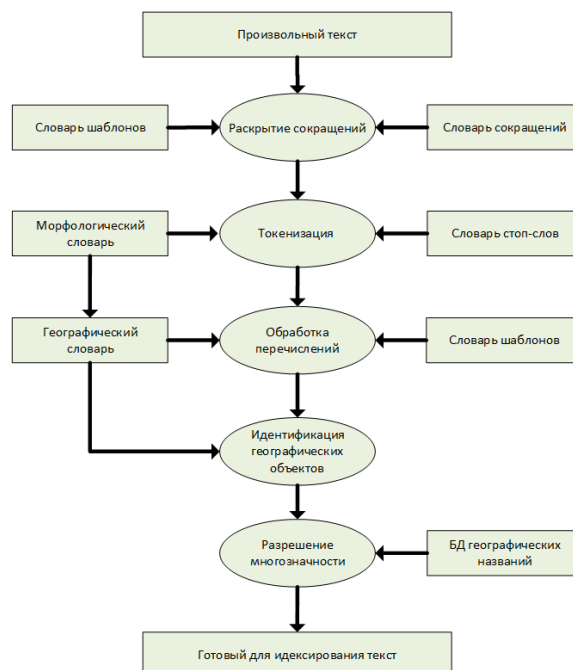 Произвольный текст
Словарь шаблонов
Раскрытие сокращений
Словарь сокращений
Морфологический
словарь
Токенизация
Словарь стоп-слов
Географический
словарь
Обработка
перечислений
Словарь шаблонов
Идентификация
географических
объектов
Разрешение
многозначности
БД географических
названий
Готовый для идексирования текст